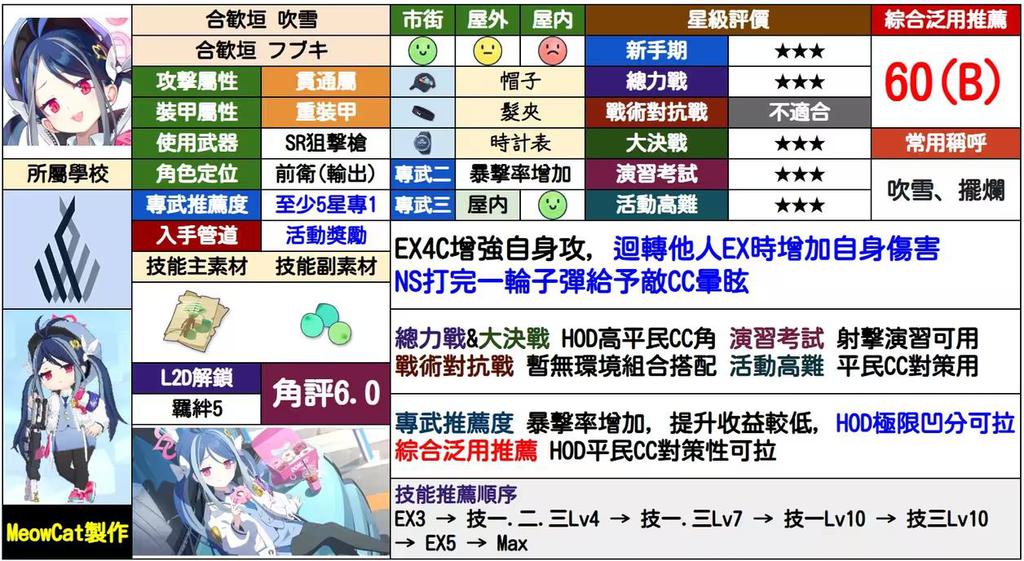 合歡垣 吹雪
合歡垣 フブキ
攻擊屬性 貫通屬
裝甲屬性 重裝甲
使用武器 SR狙擊槍
角色定位 前衛(輸出)
專武推薦度 至少5星專1
入手管道 活動獎勵
技能主素材 技能副素材
L2D解鎖
羈絆5
角評6.0
所屬學校
MeowCat製作
市街 屋外 屋內
帽子
髮夾
時計表
專武二 暴擊率增加
專武三 屋內
星級評價
新手期 ★★★
總力戰 ★★★
戰術對抗戰 不適合
大決戰 ★★★
演習考試 ★★★
活動高難 ★★★
綜合泛用推薦
60(B)
常用稱呼
吹雪、擺爛
EX4C增強自身攻，迴轉他人EX時增加自身傷害
NS打完一輪子彈給予敵CC暈眩
總力戰&大決戰 HOD高平民CC角 演習考試 射擊演習可用
戰術對抗戰 暫無環境組合搭配 活動高難 平民CC對策用
專武推薦度 暴擊率增加，提升收益較低，HOD極限凹分可拉
綜合泛用推薦 HOD平民CC對策性可拉
技能推薦順序
EX3 → 技一.二.三Lv4 → 技一.三Lv7 → 技一Lv10 → 技三Lv10
→ EX5 → Max